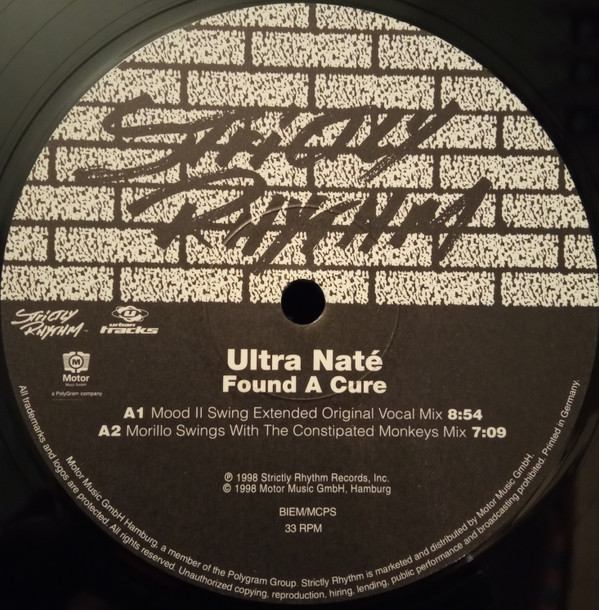 STRICTLY
RHYTHM
STRICTLY
RHYTHM
urban
tracks
M
Motor
Music GmbH
a PolyGram company
Ultra Naté
Found A Cure
A1 Mood II Swing Extended Original Vocal Mix 8:54
A2 Morillo Swings With The Constipated Monkeys Mix 7:09
℗ 1998 Strictly Rhythm Records, Inc.
© 1998 Motor Music GmbH, Hamburg
BIEM/MCPS
33 RPM
Motor Music GmbH Hamburg, a member of the Polygram Group. Strictly Rhythm is marketed and distributed by Motor Music GmbH.
All trademarks and logos are protected. All rights reserved. Unauthorized copying, reproduction, hiring, lending, public performance and broadcasting prohibited. Printed in Germany.